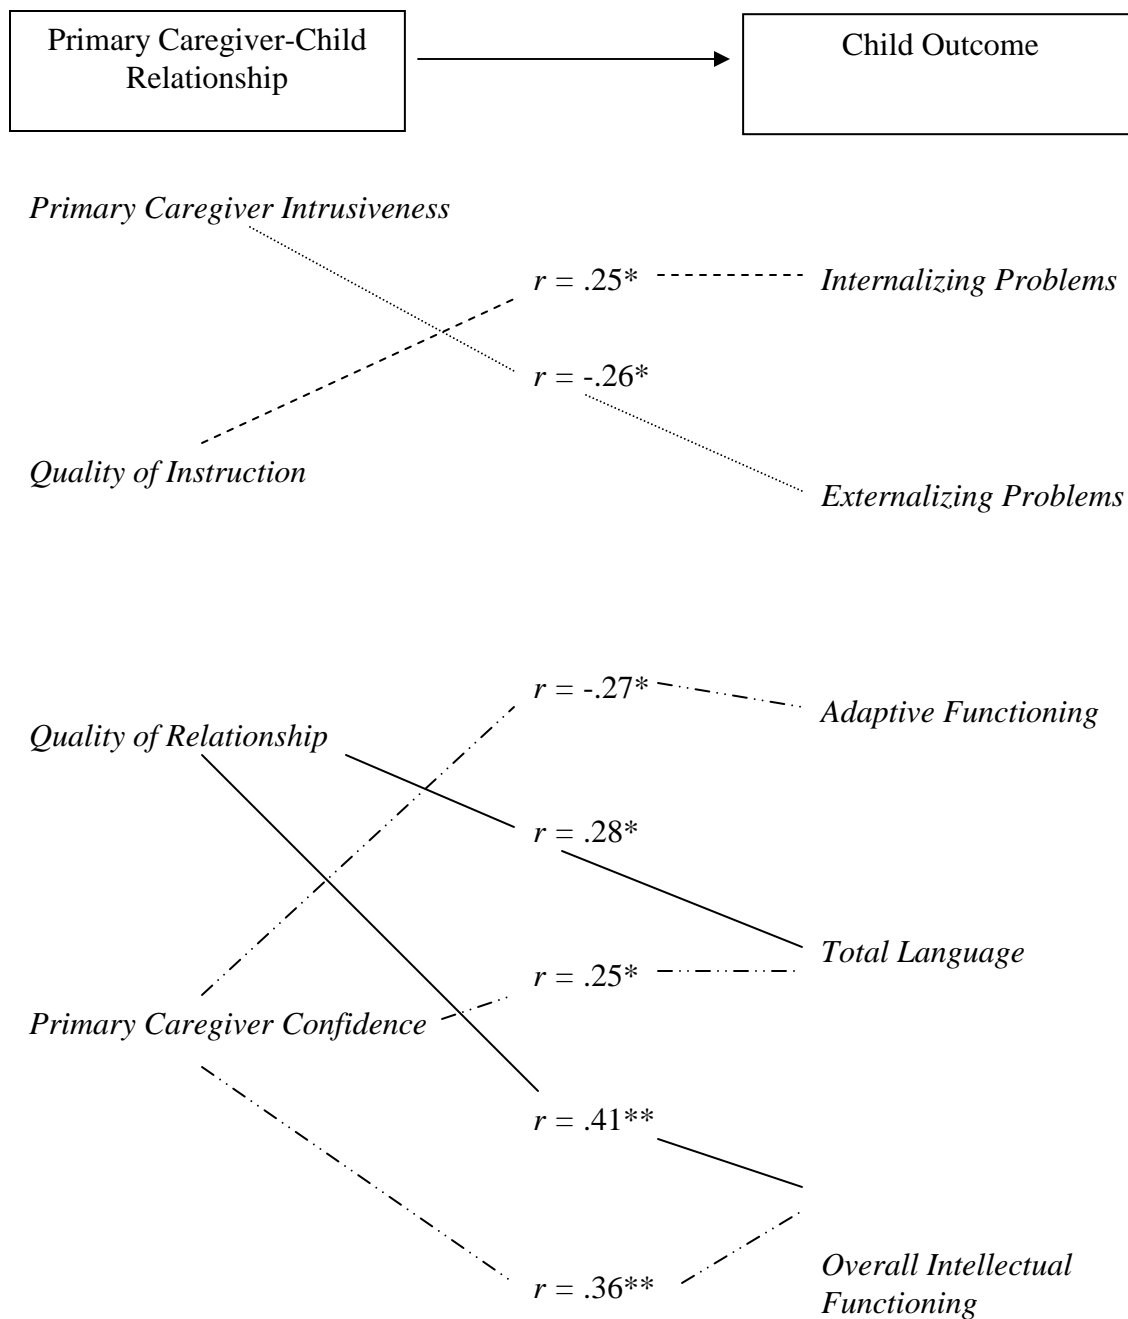 Primary Caregiver-Child
Relationship
Child Outcome
Primary Caregiver Intrusiveness
r = .25*
Internalizing Problems
r = -.26*
Quality of Instruction
Externalizing Problems
r = -.27*
Adaptive Functioning
Quality of Relationship
r = .28*
Total Language
r = .25*
Primary Caregiver Confidence
r = .41**
Overall Intellectual
Functioning
r = .36**